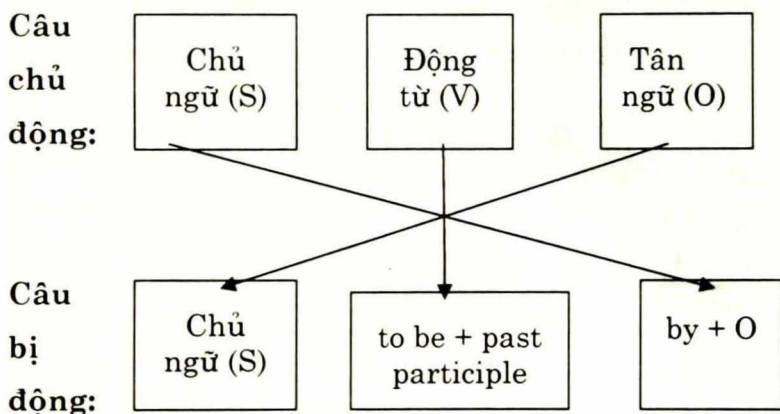 Câu
chủ
động:
Chủ
ngữ (S)
Động
từ (V)
Tân
ngữ (O)
Câu
bị
động:
Chủ
ngữ (S)
to be + past
participle
by + O